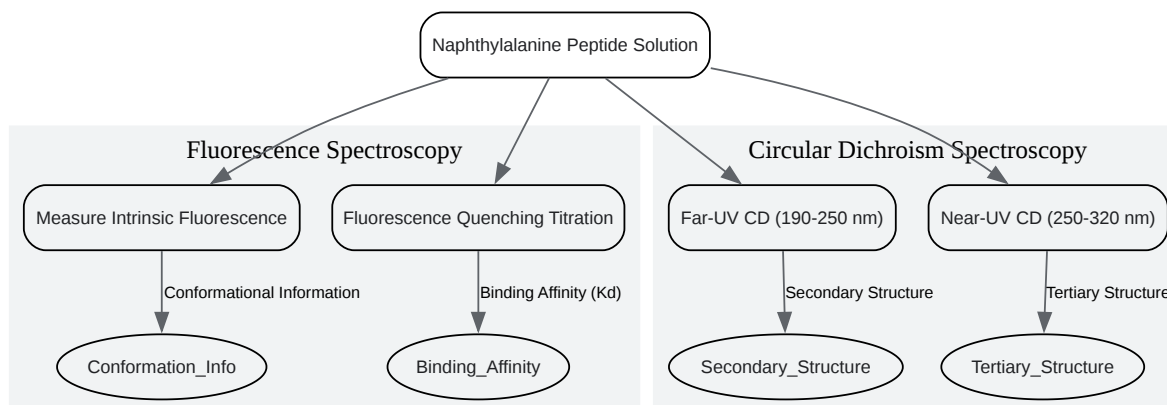 Naphthylalanine Peptide Solution
Fluorescence Spectroscopy
Circular Dichroism Spectroscopy
Measure Intrinsic Fluorescence
Fluorescence Quenching Titration
Far-UV CD (190-250 nm)
Near-UV CD (250-320 nm)
Conformational Information
Binding Affinity (Kd)
Secondary Structure
Tertiary Structure
Conformation_Info
Binding_Affinity
Secondary_Structure
Tertiary_Structure